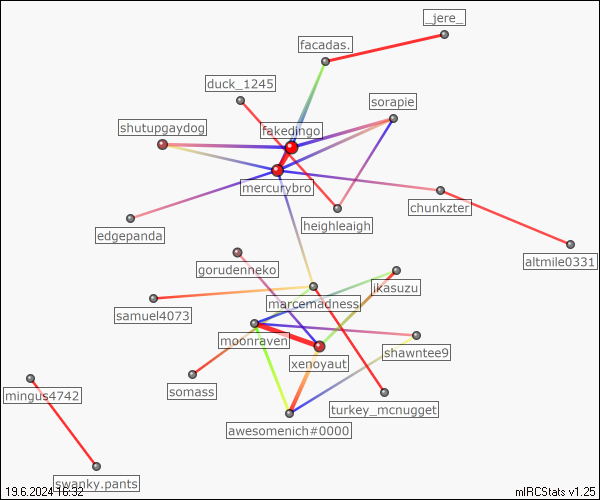 _jere_
facadas.
duck_1245
sorapie
shutupgaydog
fakedingo
mercurybro
chunkzter
heighleaigh
edgepanda
altmile0331
gorudenneko
ikasuzu
marcemadness
samuel4073
moonraven
shawntee9
xenoyaut
somass
mingus4742
turkey_mcnugget
awesomenich#0000
swanky.pants
19.6.2024 16:32
mIRCStats v1.25